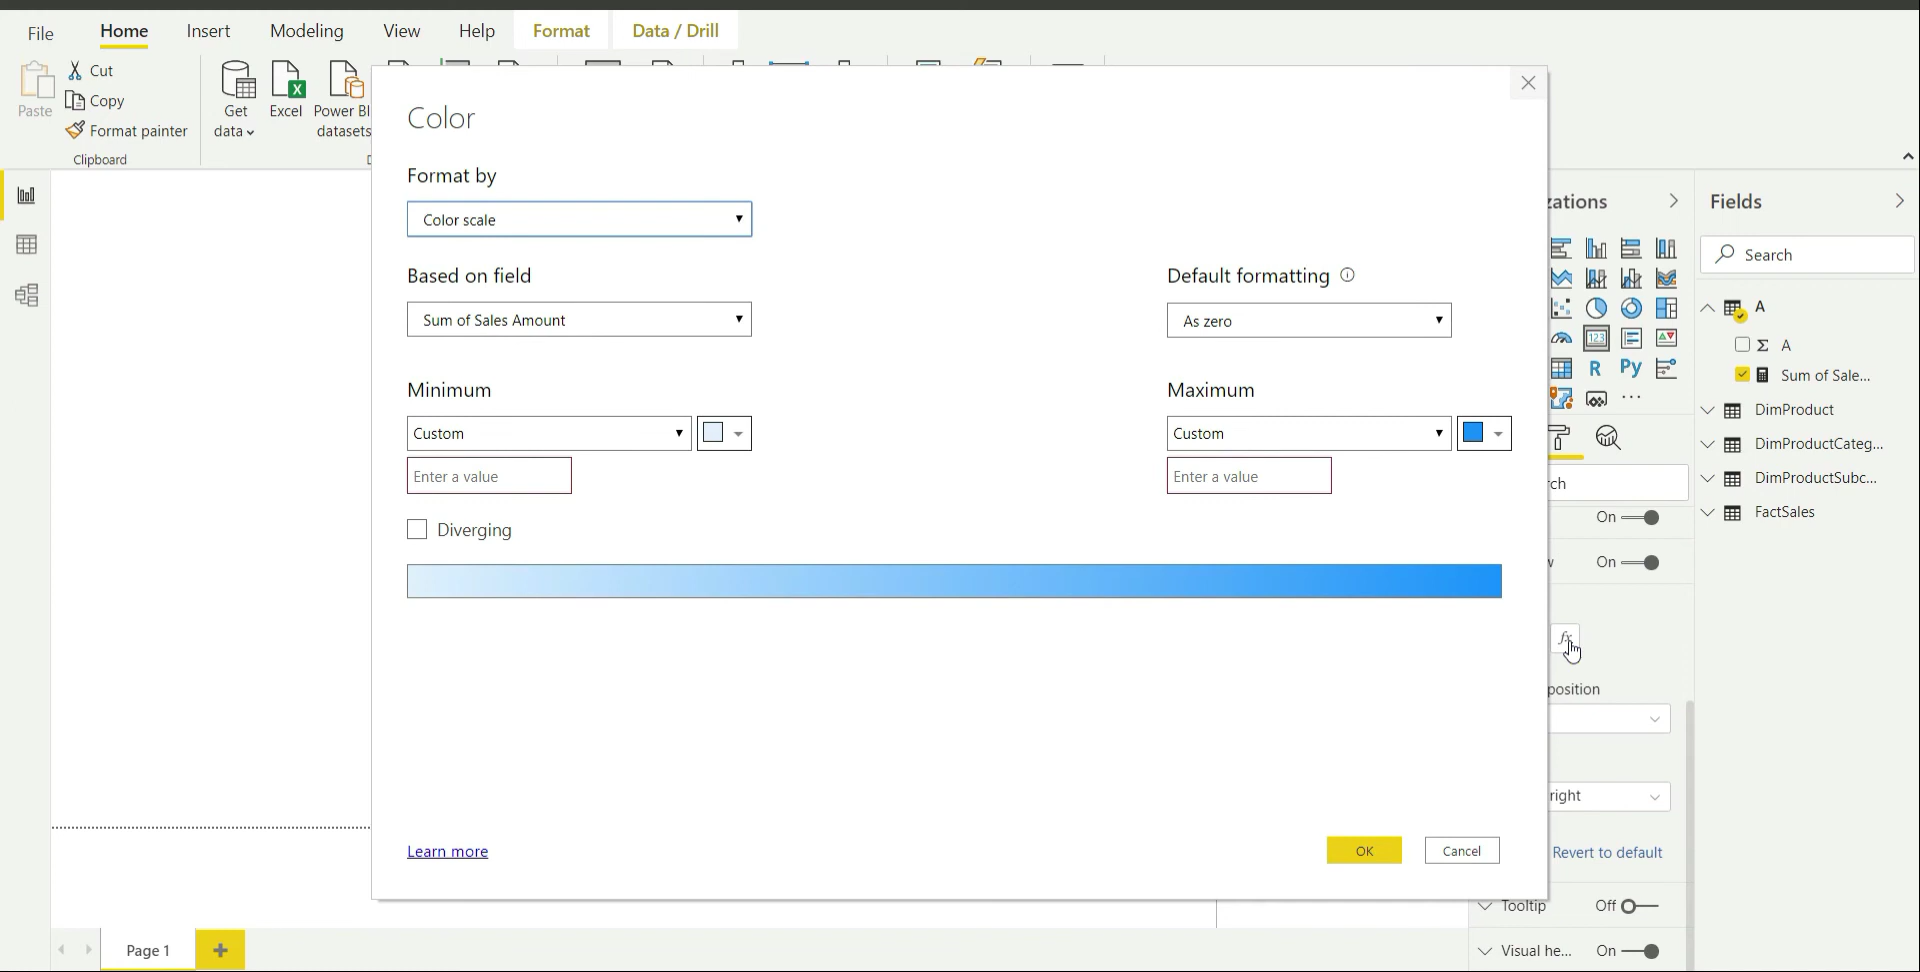 File
Home
Insert
Modeling
View
Help
Format
Data / Drill
Paste
Cut
Copy
Format painter
Clipboard
Get
data
Excel
Power BI
datasets
Color
Format by
Color scale
Based on field
Sum of Sales Amount
Default formatting
As zero
Minimum
Custom
Enter a value
Maximum
Custom
Enter a value
Diverging
Learn more
OK
Cancel
zations
123
R
Py
rch
On
On
fx
position
right
Revert to default
Tooltip
Off
Visual he...
On
Fields
Search
A
Σ A
Sum of Sale...
DimProduct
DimProductCateg...
DimProductSubc...
FactSales
Page 1